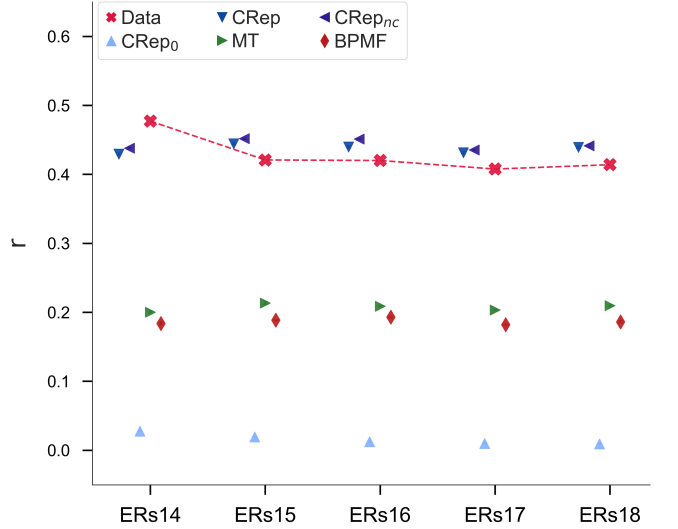 Data CRep CRep_nc
CRep_0 MT BPMF
0.6
0.5
0.4
0.3
0.2
0.1
0.0
r
ERs14 ERs15 ERs16 ERs17 ERs18